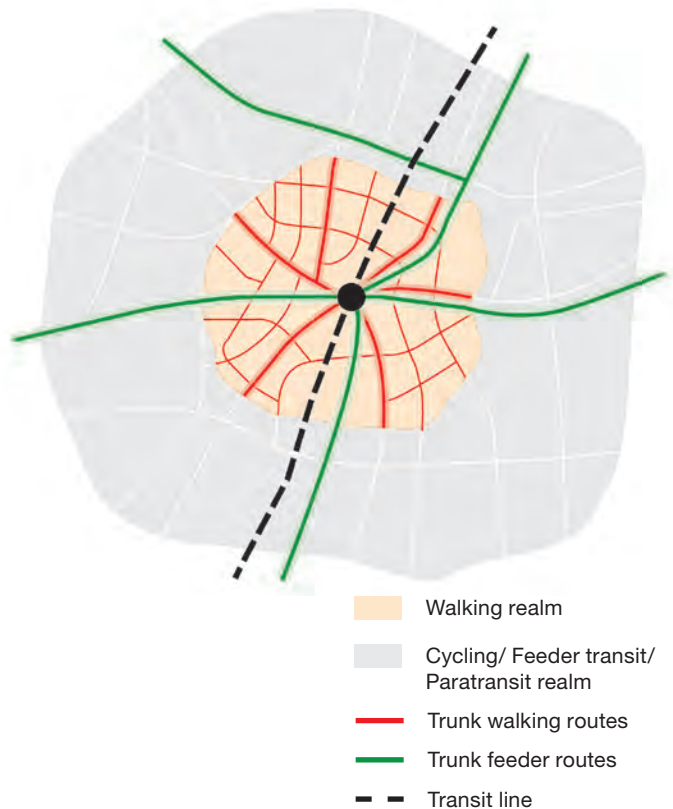 Walking realm
Cycling/ Feeder transit/
Paratransit realm
Trunk walking routes
Trunk feeder routes
Transit line